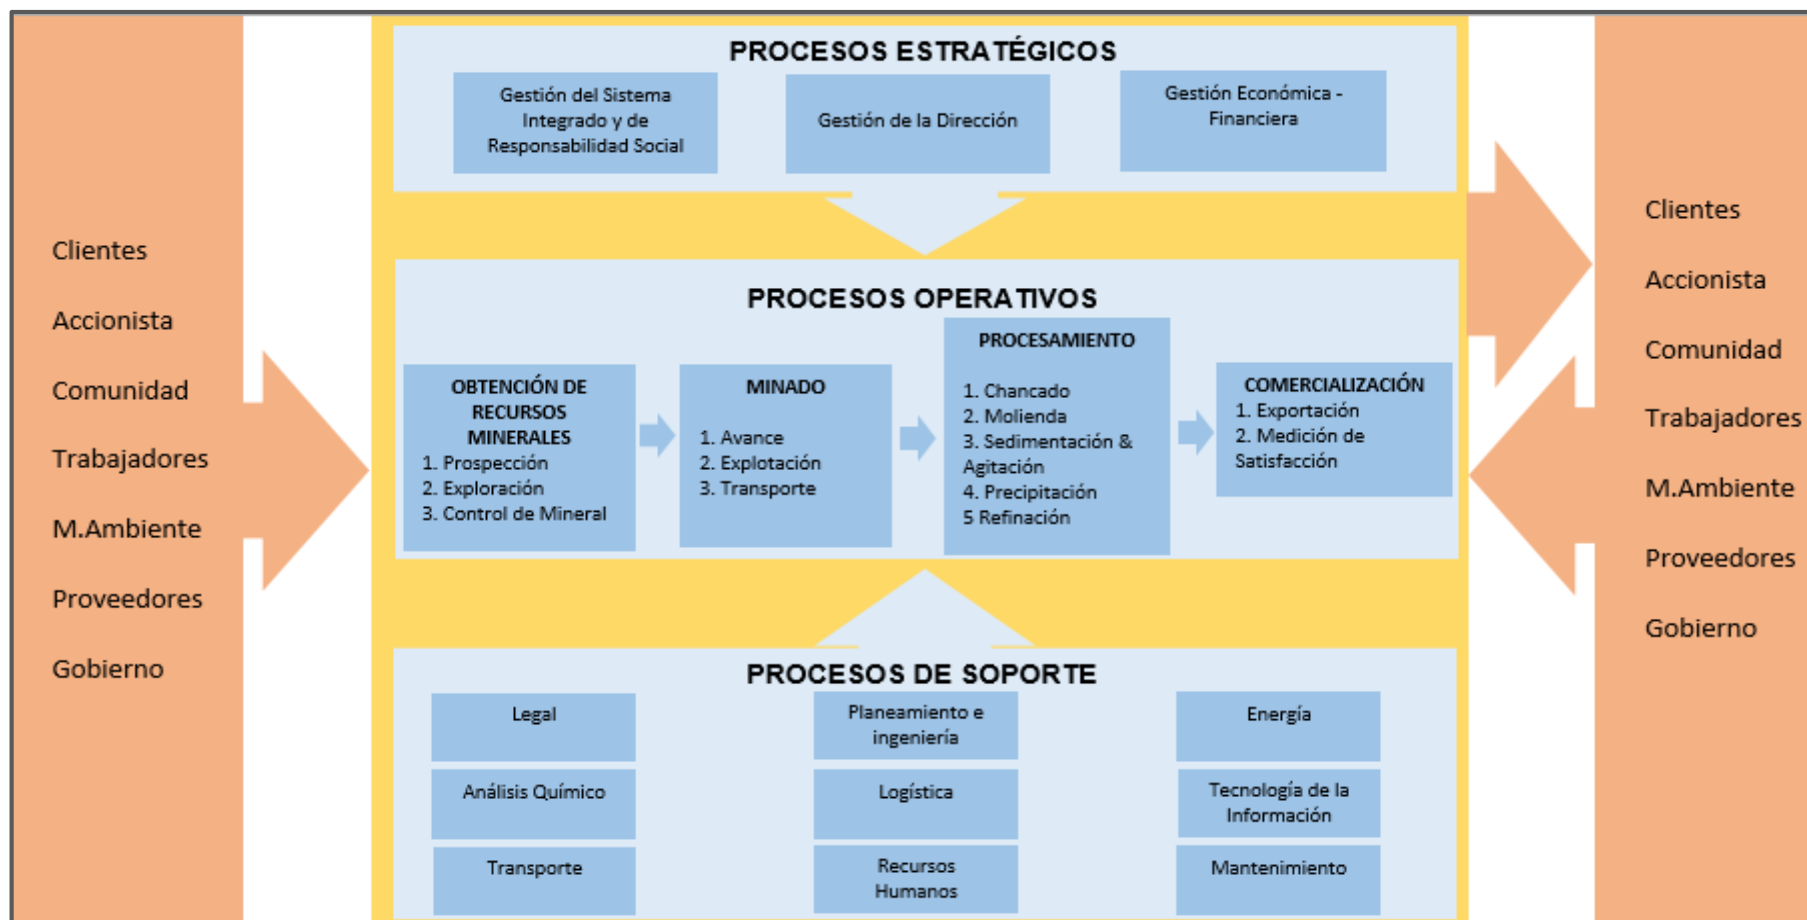 Clientes
Accionista
Comunidad
Trabajadores
M.Ambiente
Proveedores
Gobierno
PROCESOS ESTRATÉGICOS
Gestión del Sistema
Integrado y de
Responsabilidad Social
Gestión de la Dirección
Gestión Económica -
Financiera
PROCESOS OPERATIVOS
OBTENCIÓN DE
RECURSOS
MINERALES
1. Prospección
2. Exploración
3. Control de Mineral
MINADO
1. Avance
2. Explotación
3. Transporte
PROCESAMIENTO
1. Chancado
2. Molienda
3. Sedimentación &
Agitación
4. Precipitación
5 Refinación
COMERCIALIZACIÓN
1. Exportación
2. Medición de
Satisfacción
PROCESOS DE SOPORTE
Legal
Planeamiento e
ingeniería
Energía
Análisis Químico
Logística
Tecnología de la
Información
Transporte
Recursos
Humanos
Mantenimiento
Clientes
Accionista
Comunidad
Trabajadores
M.Ambiente
Proveedores
Gobierno